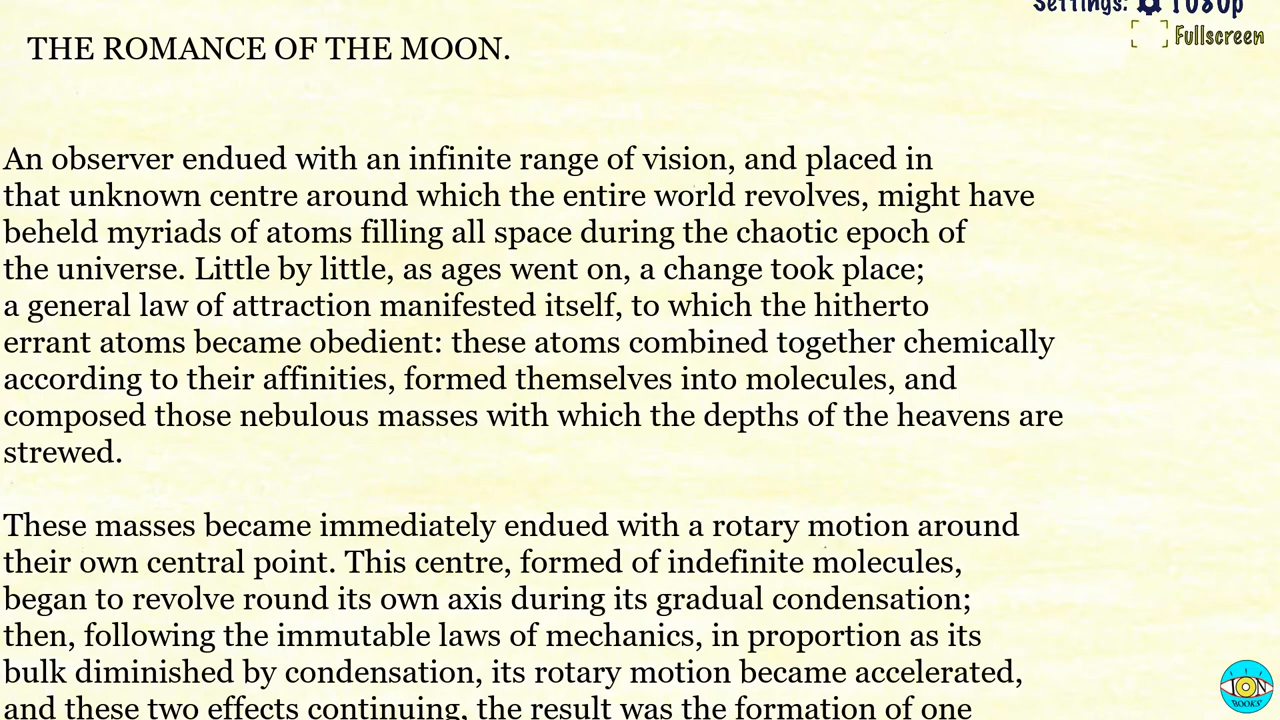 Settings: 1080p
Fullscreen
THE ROMANCE OF THE MOON.
An observer endued with an infinite range of vision, and placed in
that unknown centre around which the entire world revolves, might have
beheld myriads of atoms filling all space during the chaotic epoch of
the universe. Little by little, as ages went on, a change took place;
a general law of attraction manifested itself, to which the hitherto
errant atoms became obedient: these atoms combined together chemically
according to their affinities, formed themselves into molecules, and
composed those nebulous masses with which the depths of the heavens are
strewed.
These masses became immediately endued with a rotary motion around
their own central point. This centre, formed of indefinite molecules,
began to revolve round its own axis during its gradual condensation;
then, following the immutable laws of mechanics, in proportion as its
bulk diminished by condensation, its rotary motion became accelerated,
and these two effects continuing, the result was the formation of one
ION
BOOKS